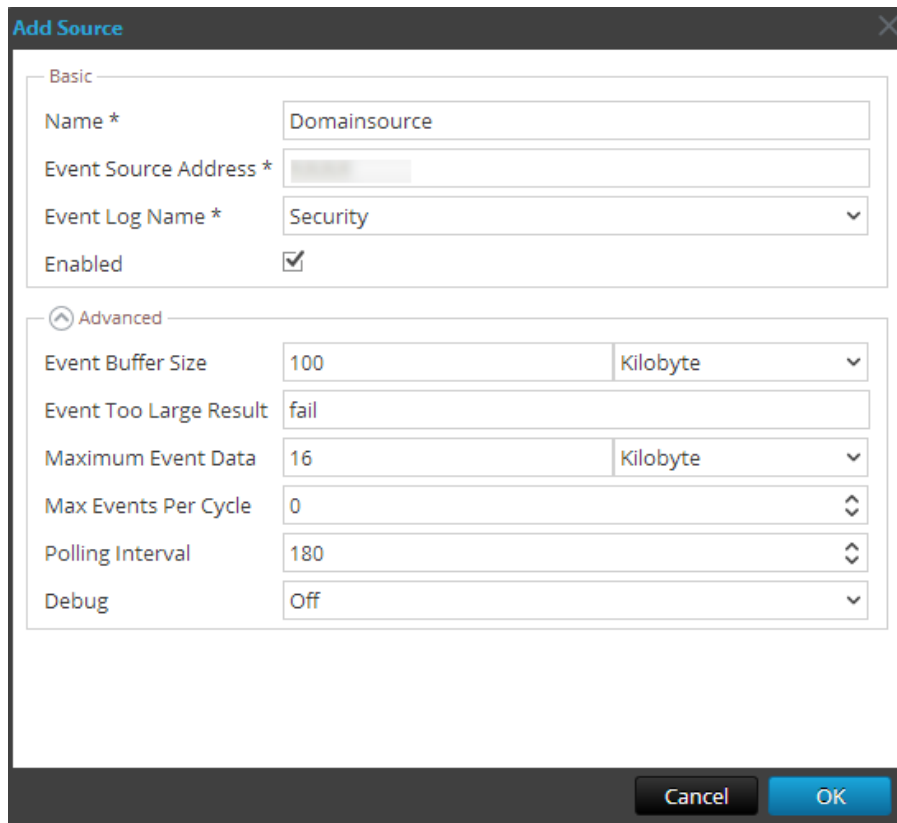 Add Source
Basic
Name * Domainsource
Event Source Address *
Event Log Name * Security
Enabled
Advanced
Event Buffer Size 100 Kilobyte
Event Too Large Result fail
Maximum Event Data 16 Kilobyte
Max Events Per Cycle 0
Polling Interval 180
Debug Off
Cancel OK